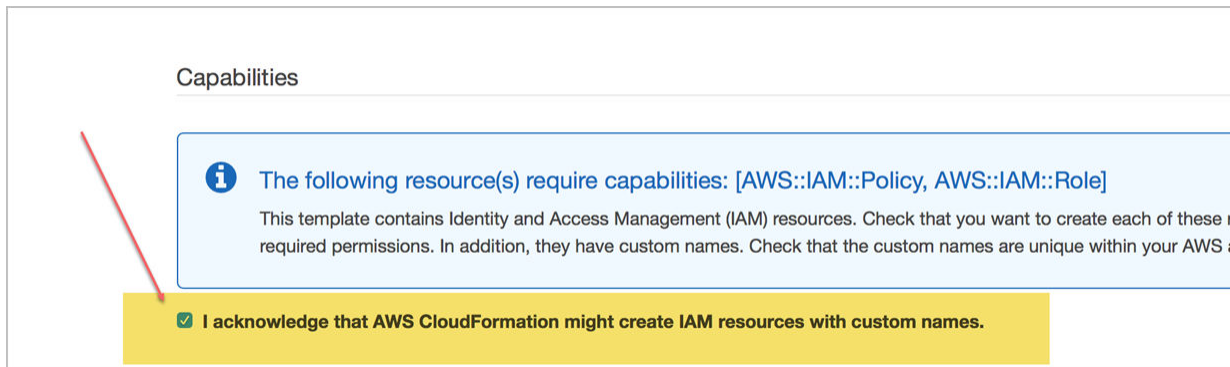 Capabilities
The following resource(s) require capabilities: [AWS::IAM::Policy, AWS::IAM::Role]
This template contains Identity and Access Management (IAM) resources. Check that you want to create each of these
required permissions. In addition, they have custom names. Check that the custom names are unique within your AWS
I acknowledge that AWS CloudFormation might create IAM resources with custom names.